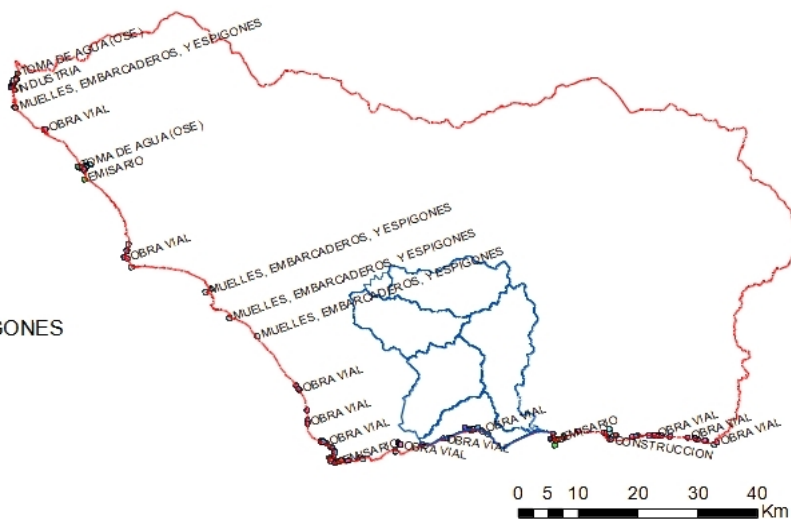 TOMA DE AGUA (OSE)
INDUSTRIA
MUELLES, EMBARCADEROS, Y ESPIGONES
OBRA VIAL
TOMA DE AGUA (OSE)
EMISARIO
OBRA VIAL
MUELLES, EMBARCADEROS, Y ESPIGONES
MUELLES, EMBARCADEROS, Y ESPIGONES
MUELLES, EMBARCADEROS, Y ESPIGONES
GONES
OBRA VIAL
OBRA VIAL
OBRA VIAL
EMISARIO
OBRA VIAL
OBRA VIAL
OBRA VIAL
EMISARIO
CONSTRUCCION
OBRA VIAL
OBRA VIAL
OBRA VIAL
0 5 10 20 30 40
Km